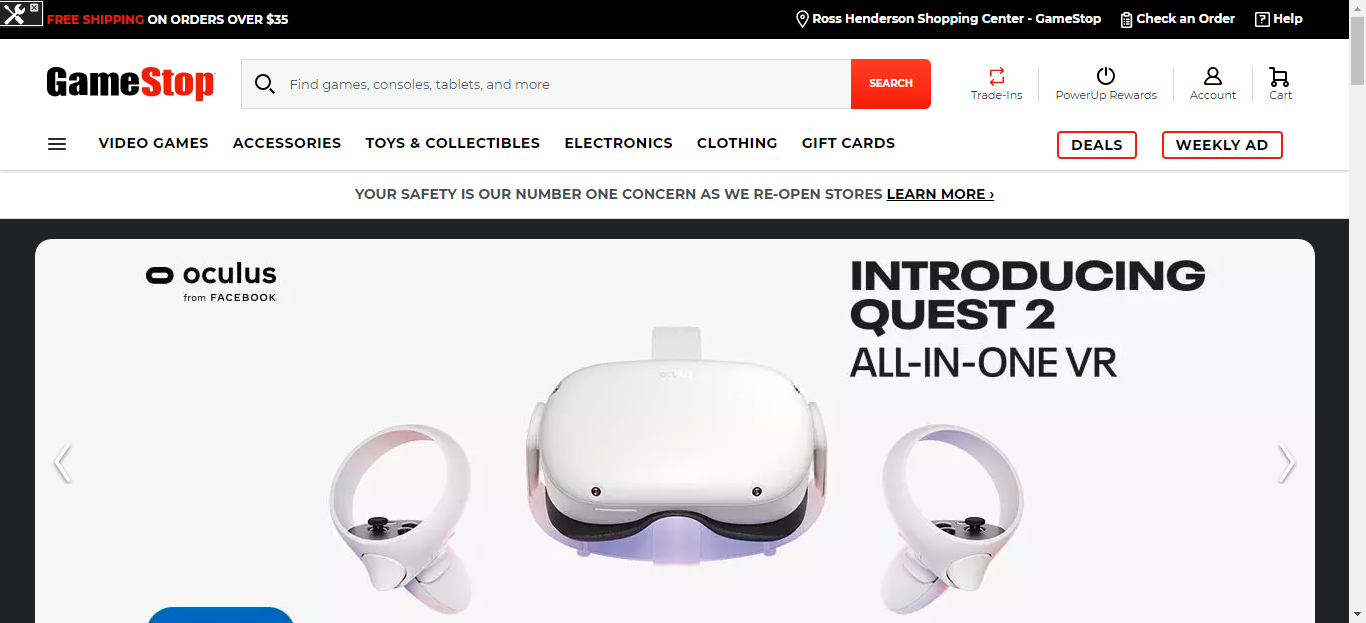 FREE SHIPPING ON ORDERS OVER $35
Ross Henderson Shopping Center - GameStop
Check an Order
? Help
GameStop
Find games, consoles, tablets, and more
SEARCH
Trade-Ins
PowerUp Rewards
Account
Cart
VIDEO GAMES
ACCESSORIES
TOYS & COLLECTIBLES
ELECTRONICS
CLOTHING
GIFT CARDS
DEALS
WEEKLY AD
YOUR SAFETY IS OUR NUMBER ONE CONCERN AS WE RE-OPEN STORES LEARN MORE ›
oculus
from FACEBOOK
INTRODUCING
QUEST 2
ALL-IN-ONE VR
oculus